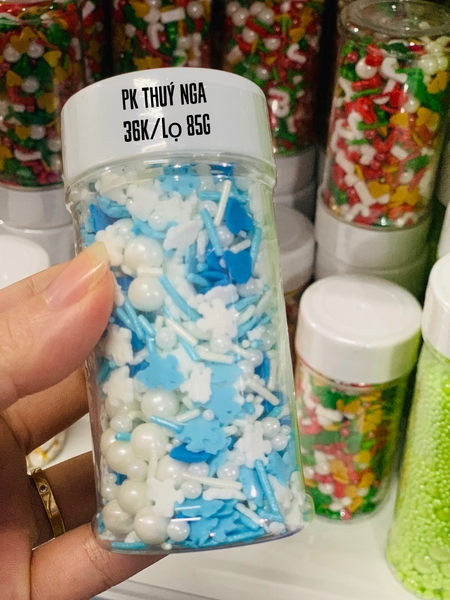 PK THUÝ NGA
36K/Lọ 85G